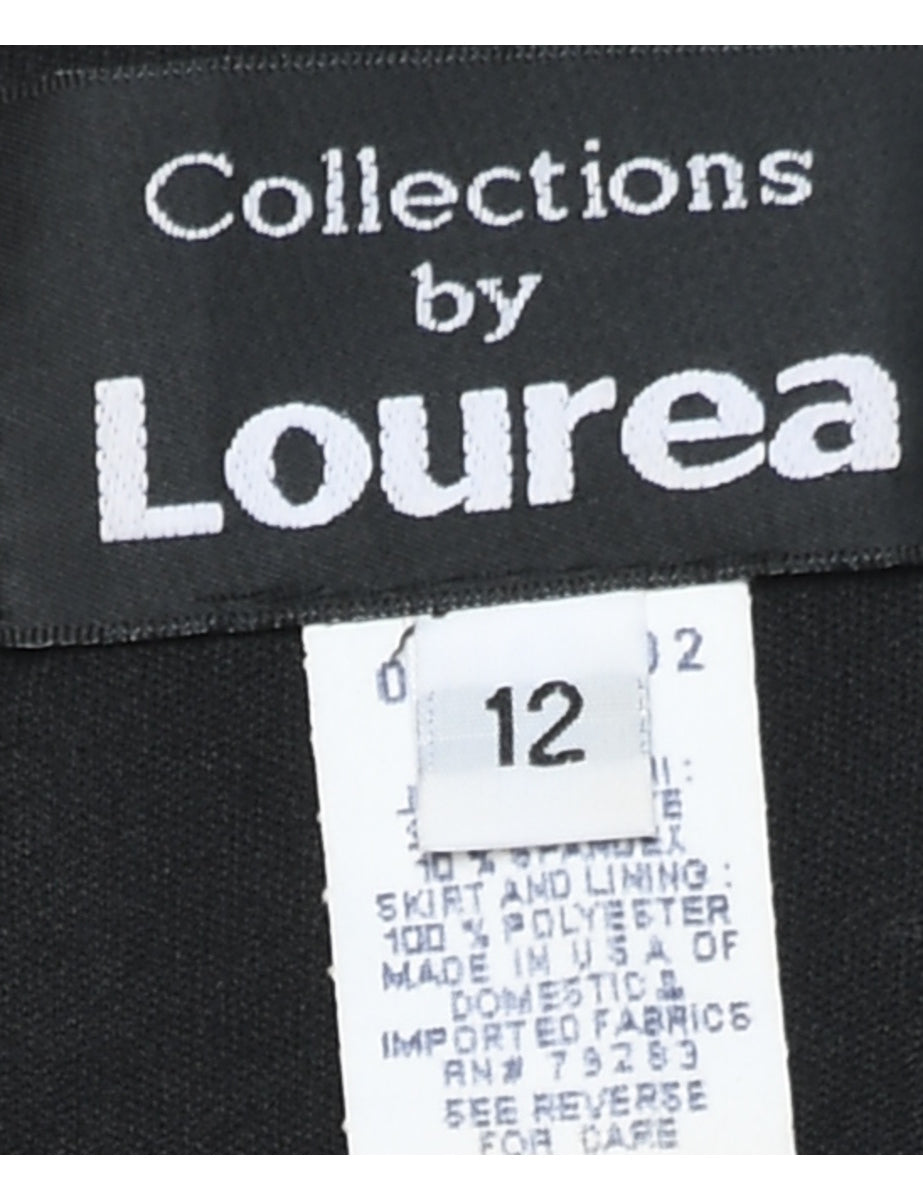 Collections
by
Lourea
12
10 % SPANDEX
SKIRT AND LINING :
100 % POLYESTER
MADE IN U S A OF
DOMESTIC &
IMPORTED FABRICS
RN# 79283
SEE REVERSE
FOR CARE